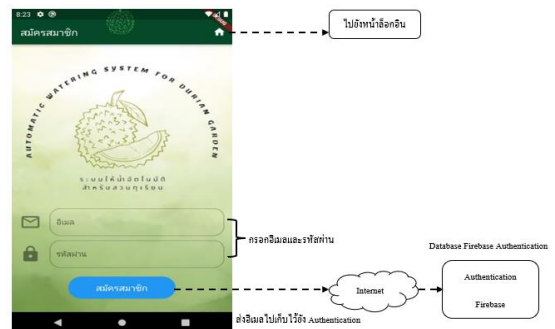 8:23
สมัครสมาชิก
ไปยังหน้าล็อกอิน
AUTOMATIC WATERING SYSTEM FOR DURIAN GARDEN
ระบบให้น้ำอัตโนมัติ
สำหรับสวนทุเรียน
อีเมล
รหัสผ่าน
กรอกอีเมลและรหัสผ่าน
สมัครสมาชิก
Internet
Database Firebase Authentication
Authentication
Firebase
ส่งอีเมลไปเก็บไว้ยัง Authentication